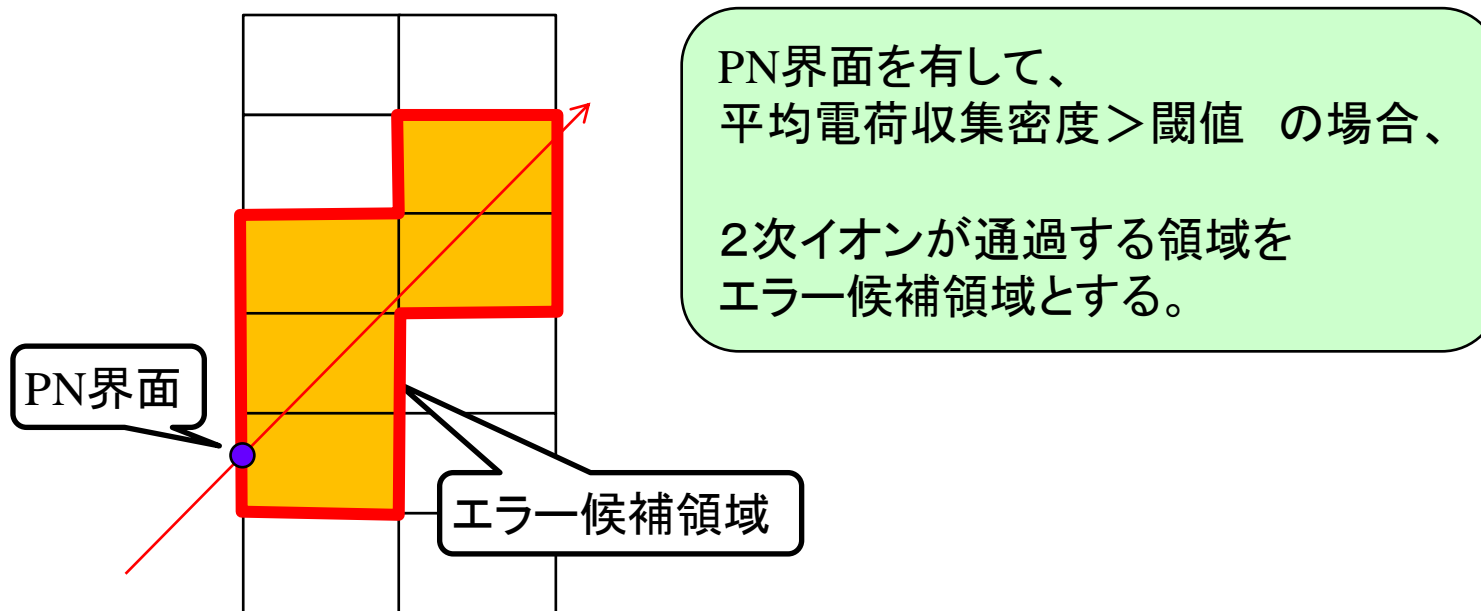 PN界面を有して、
平均電荷収集密度＞閾値　の場合、
２次イオンが通過する領域を
エラー候補領域とする。
PN界面
エラー候補領域